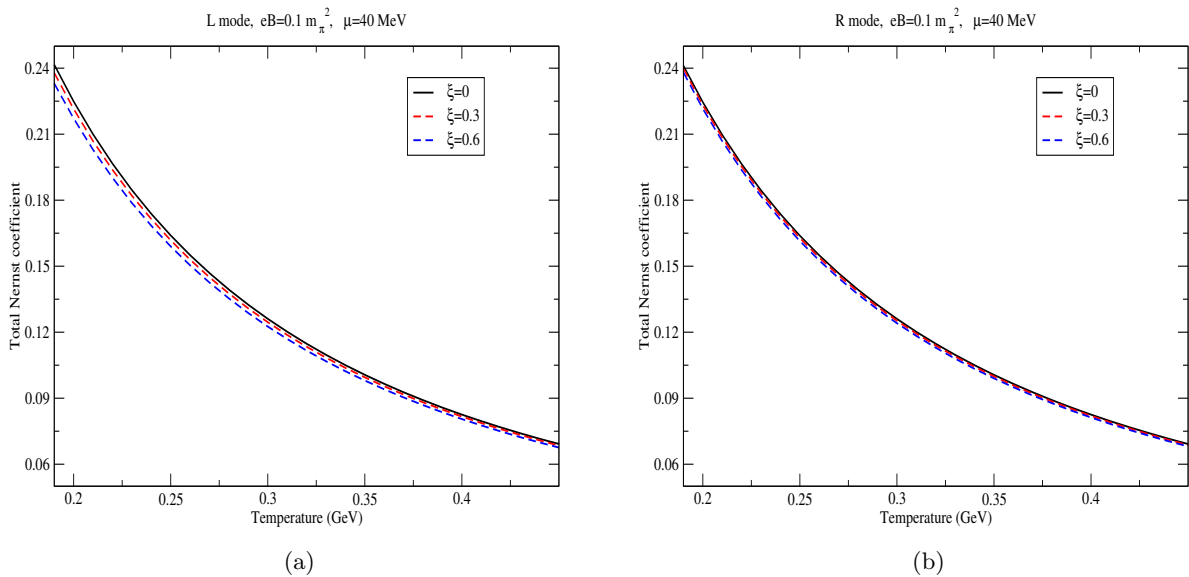 L mode, eB=0.1 m_π^2, μ=40 MeV
Total Nernst coefficient
0.24
0.21
0.18
0.15
0.12
0.09
0.06
ξ=0
ξ=0.3
ξ=0.6
0.2 0.25 0.3 0.35 0.4
Temperature (GeV)
(a)
R mode, eB=0.1 m_π^2, μ=40 MeV
Total Nernst coefficient
0.24
0.21
0.18
0.15
0.12
0.09
0.06
ξ=0
ξ=0.3
ξ=0.6
0.2 0.25 0.3 0.35 0.4
Temperature (GeV)
(b)